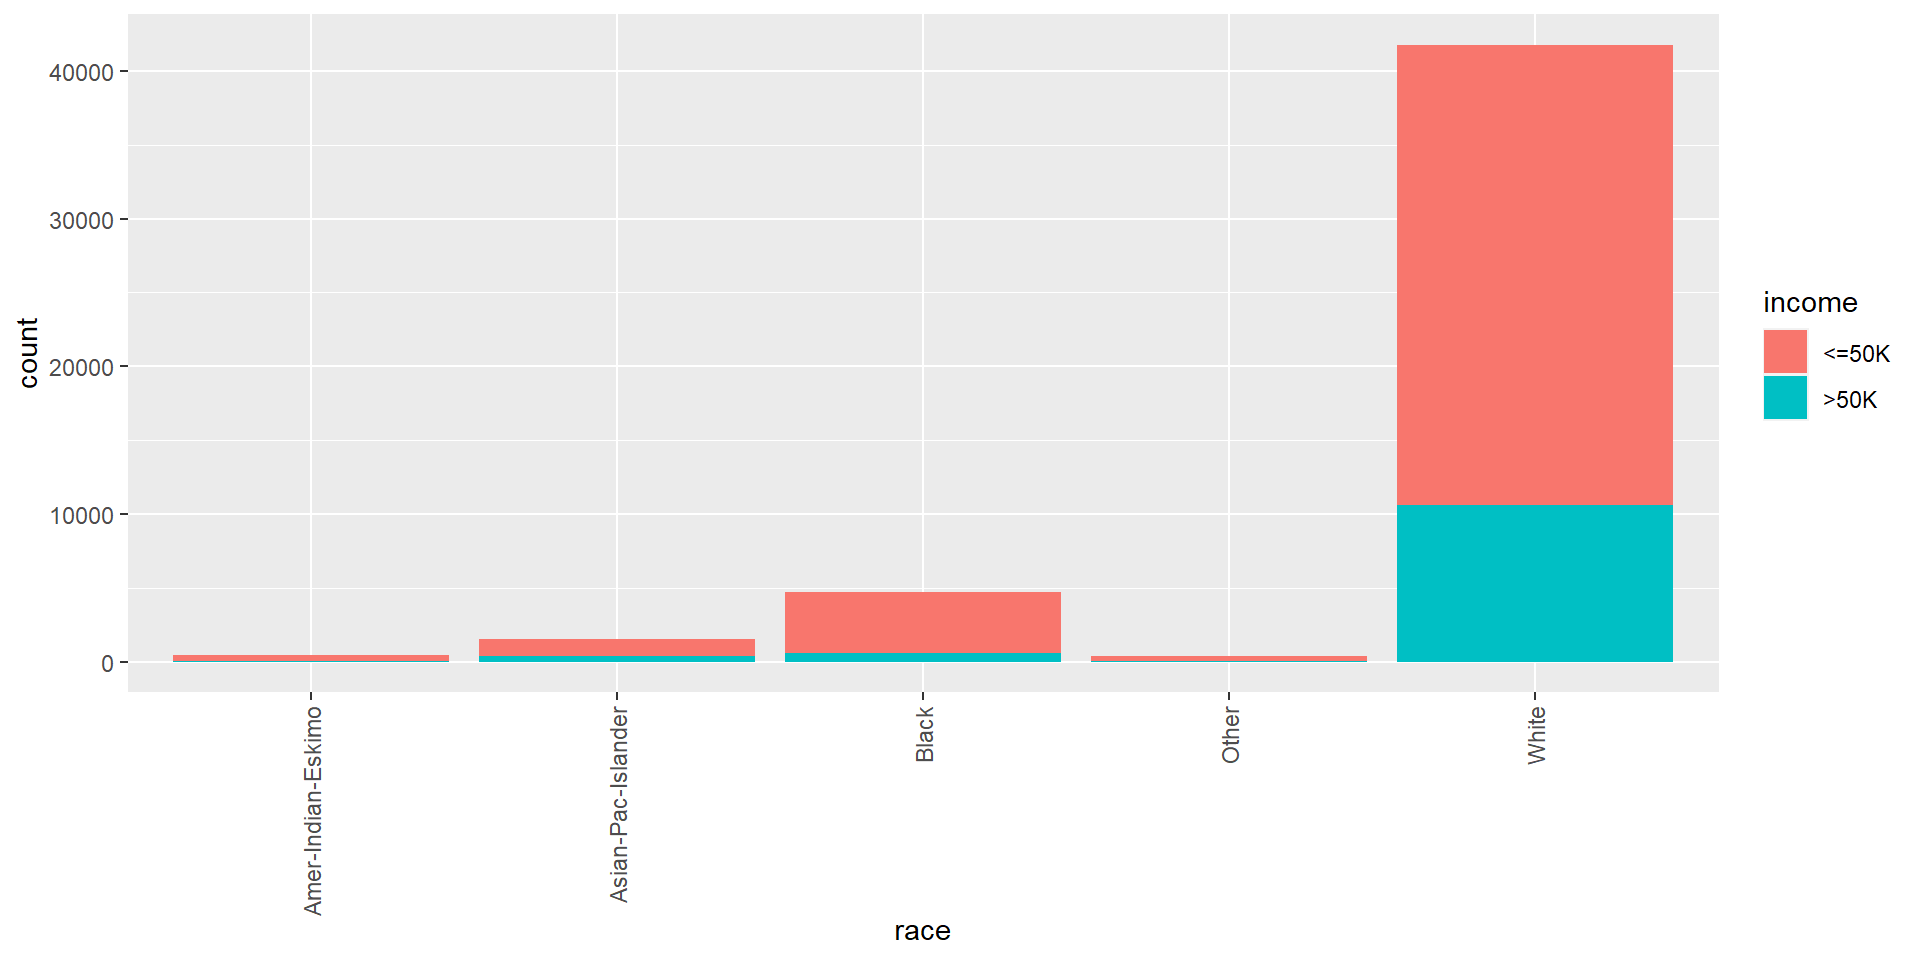 40000
30000
20000
10000
0
count
Amer-Indian-Eskimo
Asian-Pac-Islander
Black
Other
White
race
income
<=50K
>50K